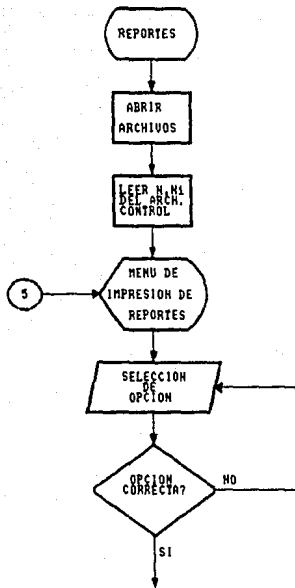 REPORTES
ABRIR
ARCHIVOS
LEER N,N1
DEL ARCH.
CONTROL
MENU DE
IMPRESION DE
REPORTES
5
SELECCION
DE
OPCION
OPCION
CORRECTA?
NO
SI